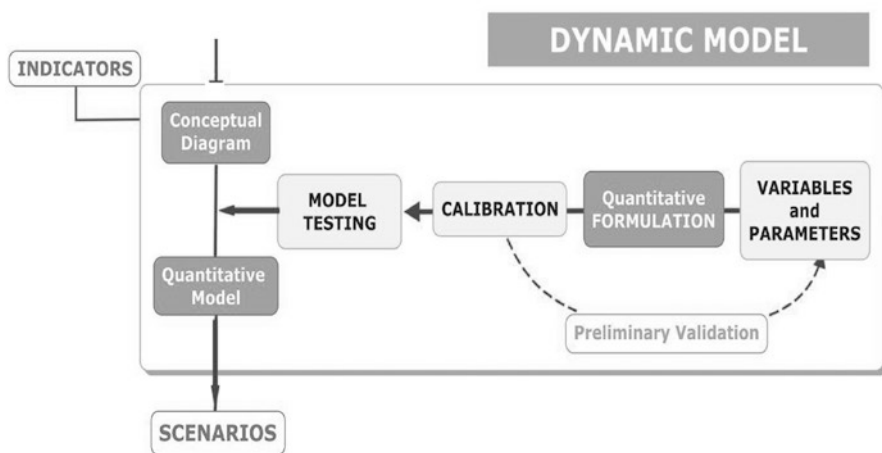 DYNAMIC MODEL
INDICATORS
Conceptual
Diagram
MODEL
TESTING
CALIBRATION
Quantitative
FORMULATION
VARIABLES
and
PARAMETERS
Quantitative
Model
Preliminary Validation
SCENARIOS